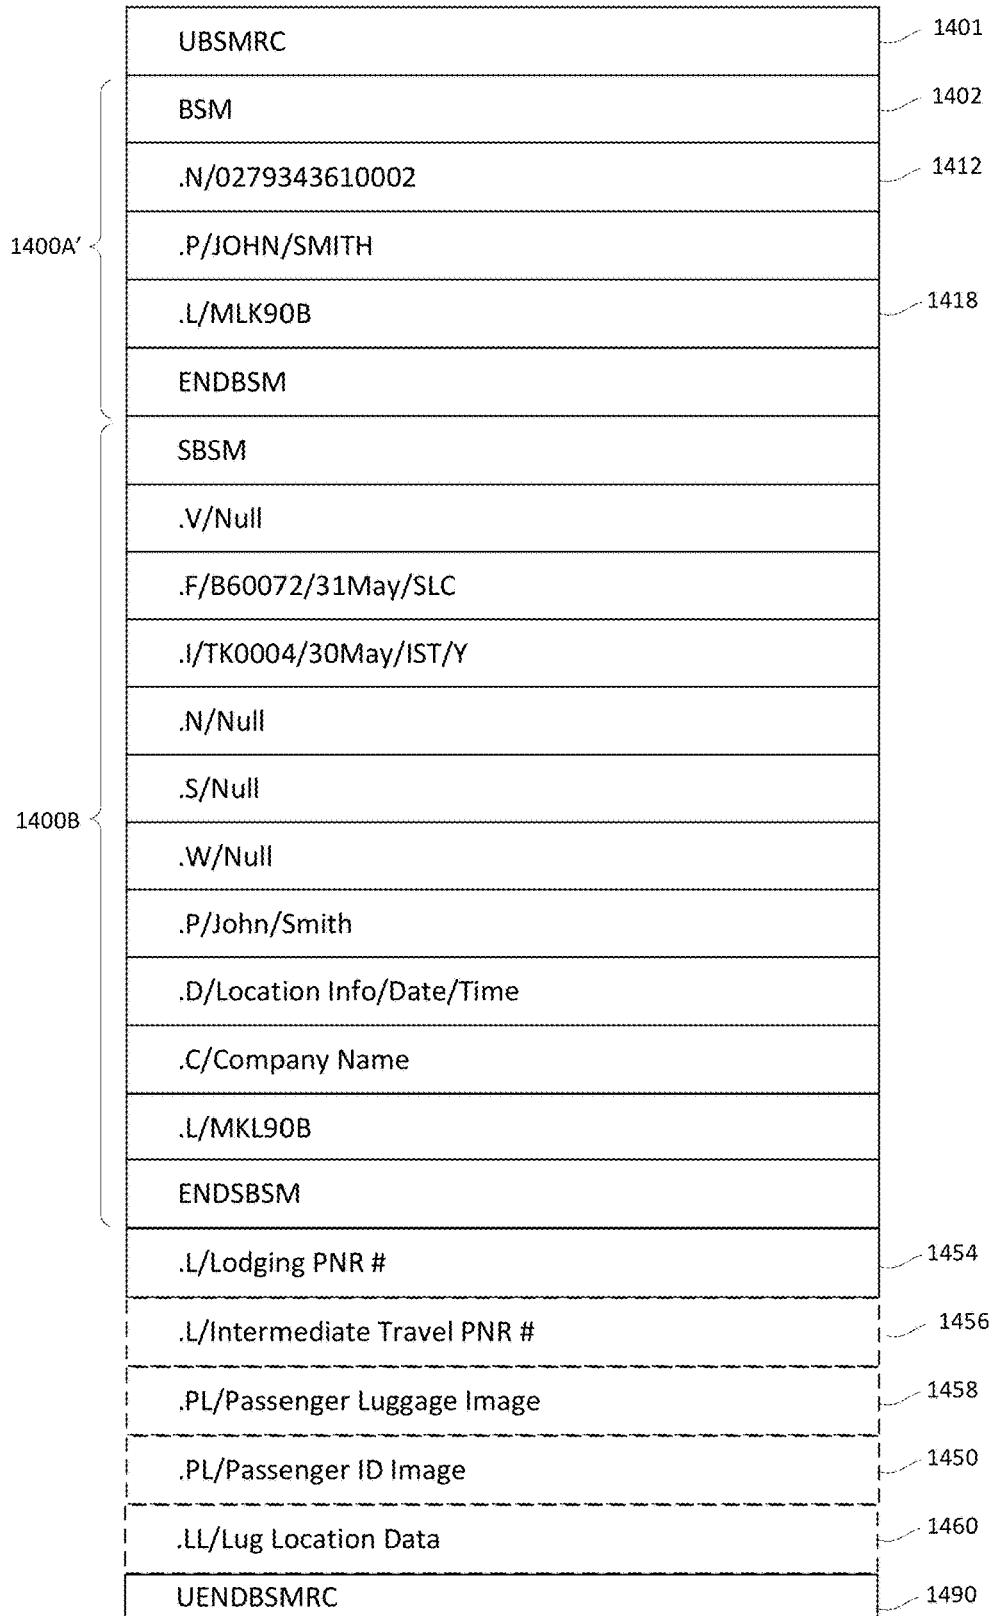 UBSMRC 1401
BSM 1402
.N/0279343610002 1412
1400A′ .P/JOHN/SMITH
.L/MLK90B 1418
ENDBSM
SBSM
.V/Null
.F/B60072/31May/SLC
.I/TK0004/30May/IST/Y
.N/Null
.S/Null
1400B
.W/Null
.P/John/Smith
.D/Location Info/Date/Time
.C/Company Name
.L/MKL90B
ENDSBSM
.L/Lodging PNR # 1454
.L/Intermediate Travel PNR # 1456
.PL/Passenger Luggage Image 1458
.PL/Passenger ID Image 1450
.LL/Lug Location Data 1460
UENDBSMRC 1490